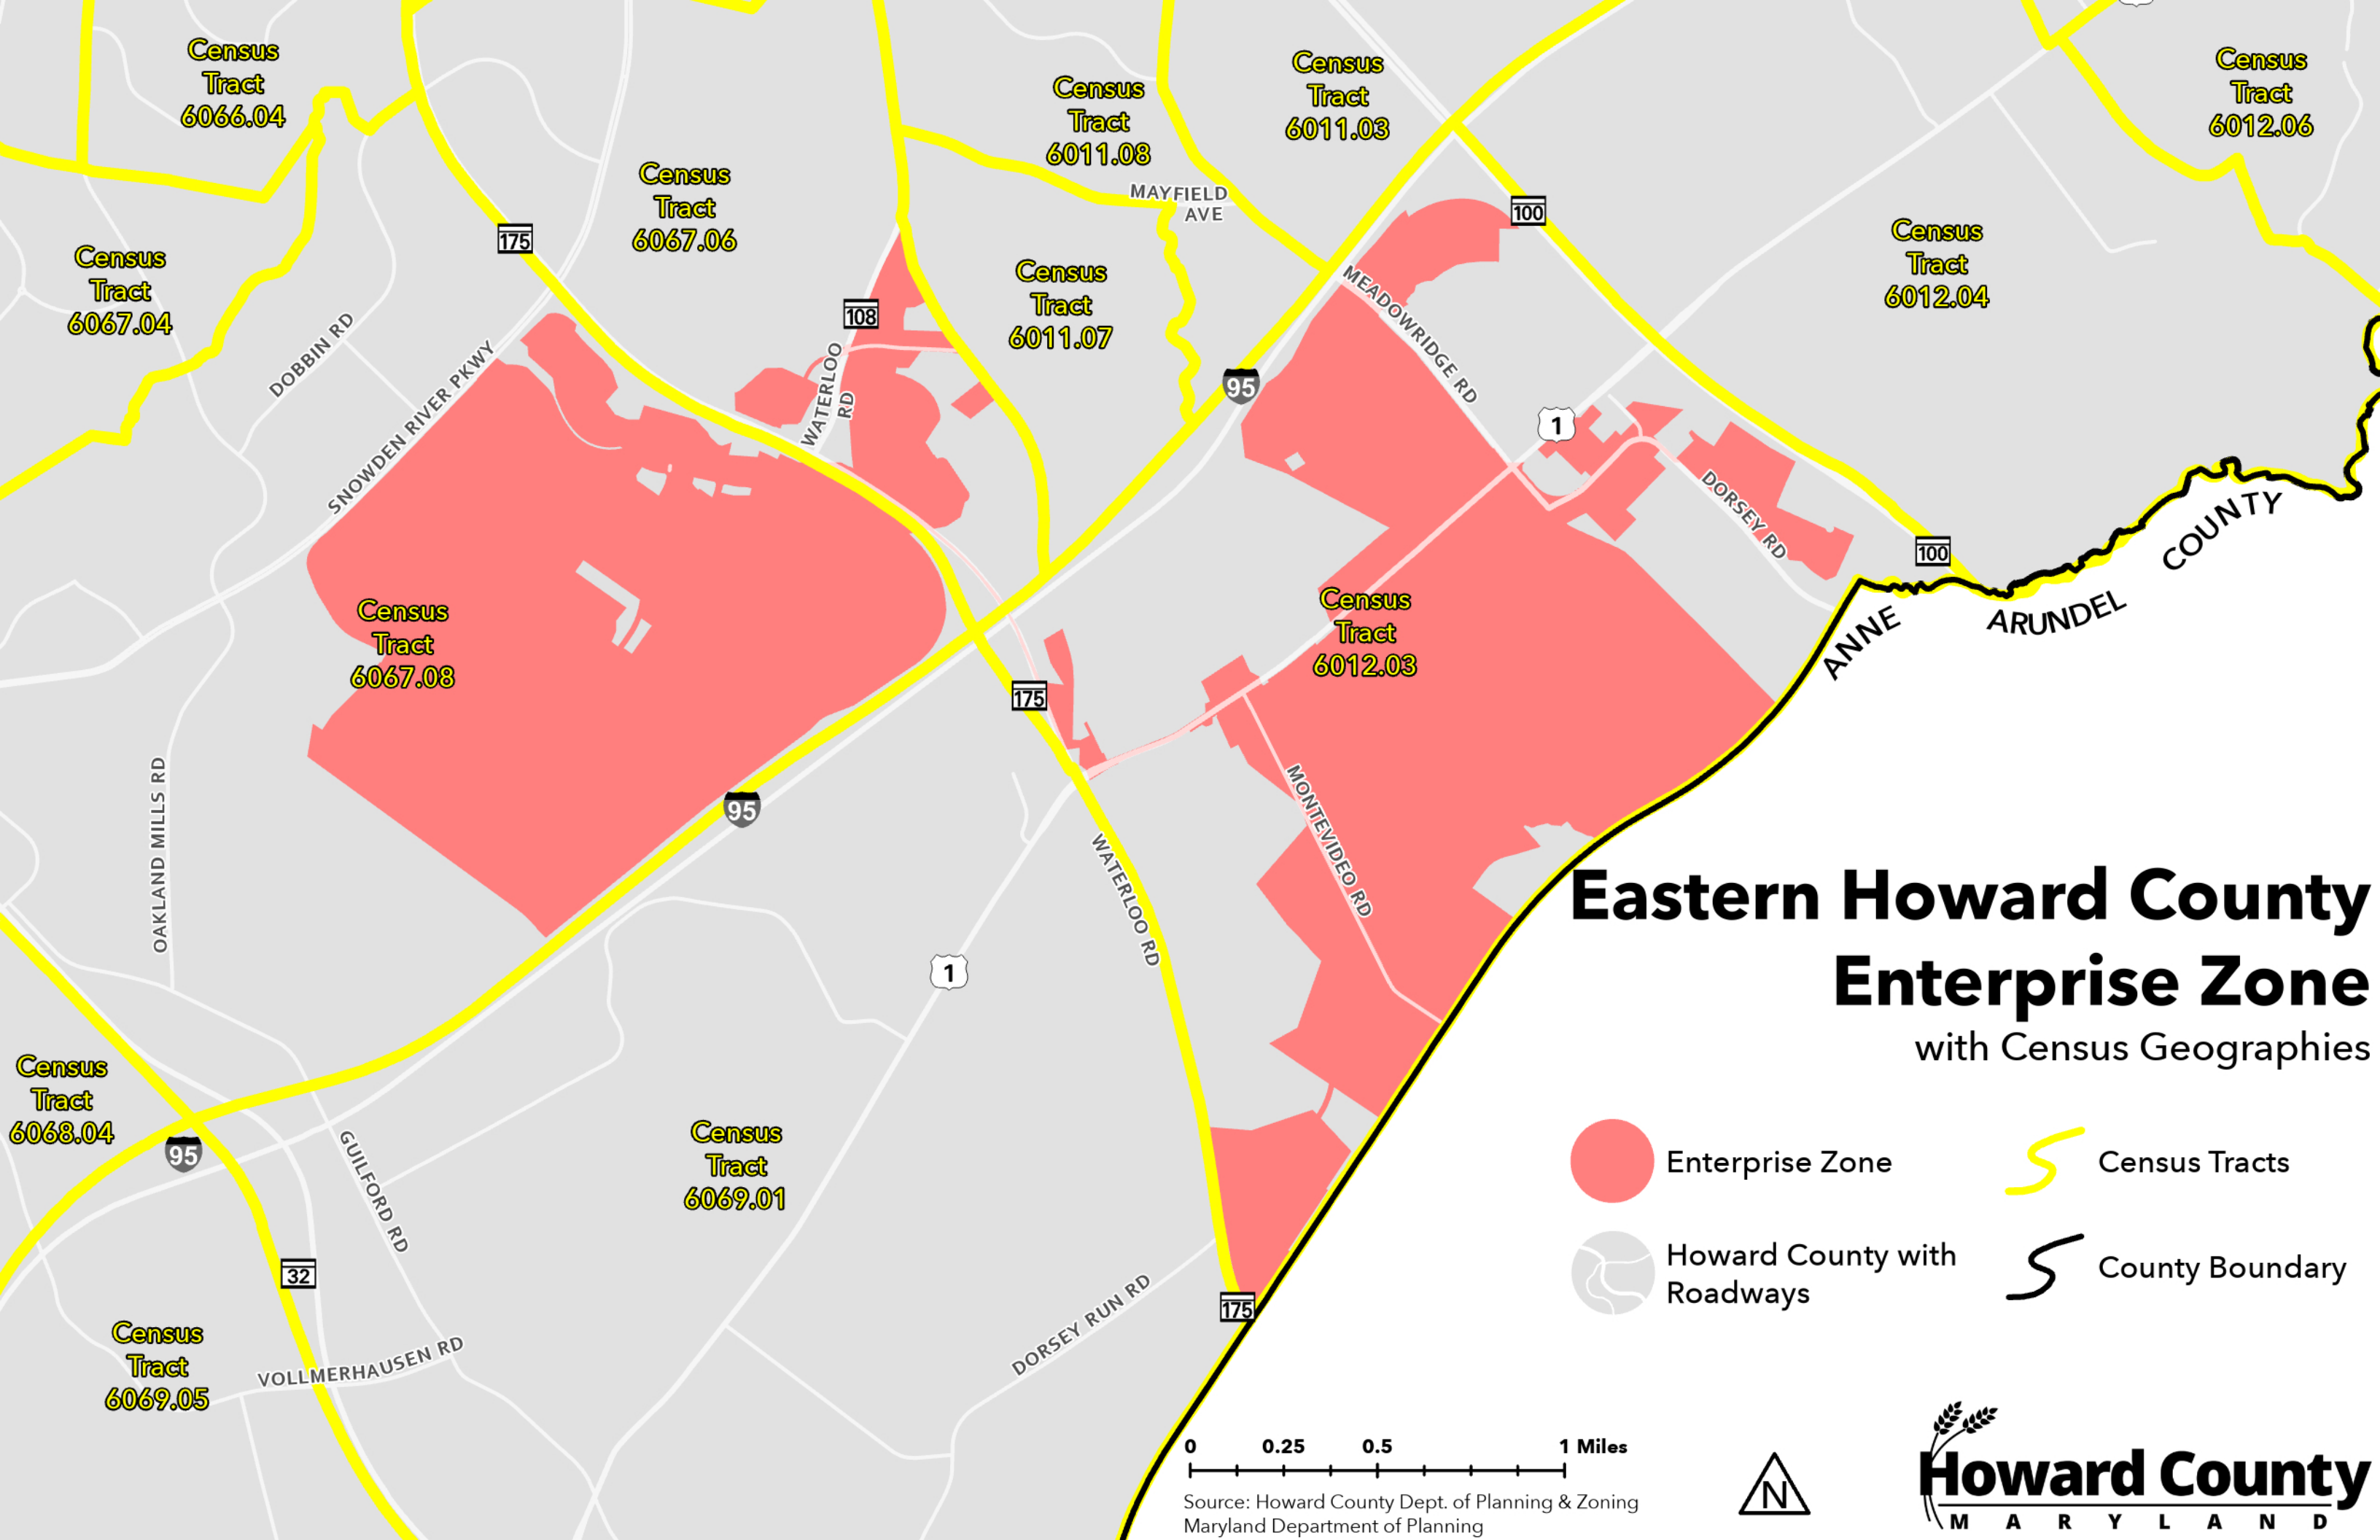 Census
Tract
6066.04
Census
Tract
6011.08
Census
Tract
6011.03
Census
Tract
6012.06
Census
Tract
6067.06
MAYFIELD
AVE
100
175
Census
Tract
6067.04
Census
Tract
6011.07
Census
Tract
6012.04
108
DOBBIN RD
SNOWDEN RIVER PKWY
WATERLOO
RD
95
MEADOWRIDGE RD
1
DORSEY RD
100
ANNE
ARUNDEL
COUNTY
Census
Tract
6067.08
Census
Tract
6012.03
175
95
OAKLAND MILLS RD
MONTEVIDEO RD
WATERLOO RD
1
Census
Tract
6068.04
95
GUILFORD RD
Census
Tract
6069.01
32
Census
Tract
6069.05
VOLLMERHAUSEN RD
DORSEY RUN RD
175
Eastern Howard County
Enterprise Zone
with Census Geographies
Enterprise Zone
Census Tracts
Howard County with
Roadways
County Boundary
0 0.25 0.5 1 Miles
Source: Howard County Dept. of Planning & Zoning
Maryland Department of Planning
N
Howard County
MARYLAND